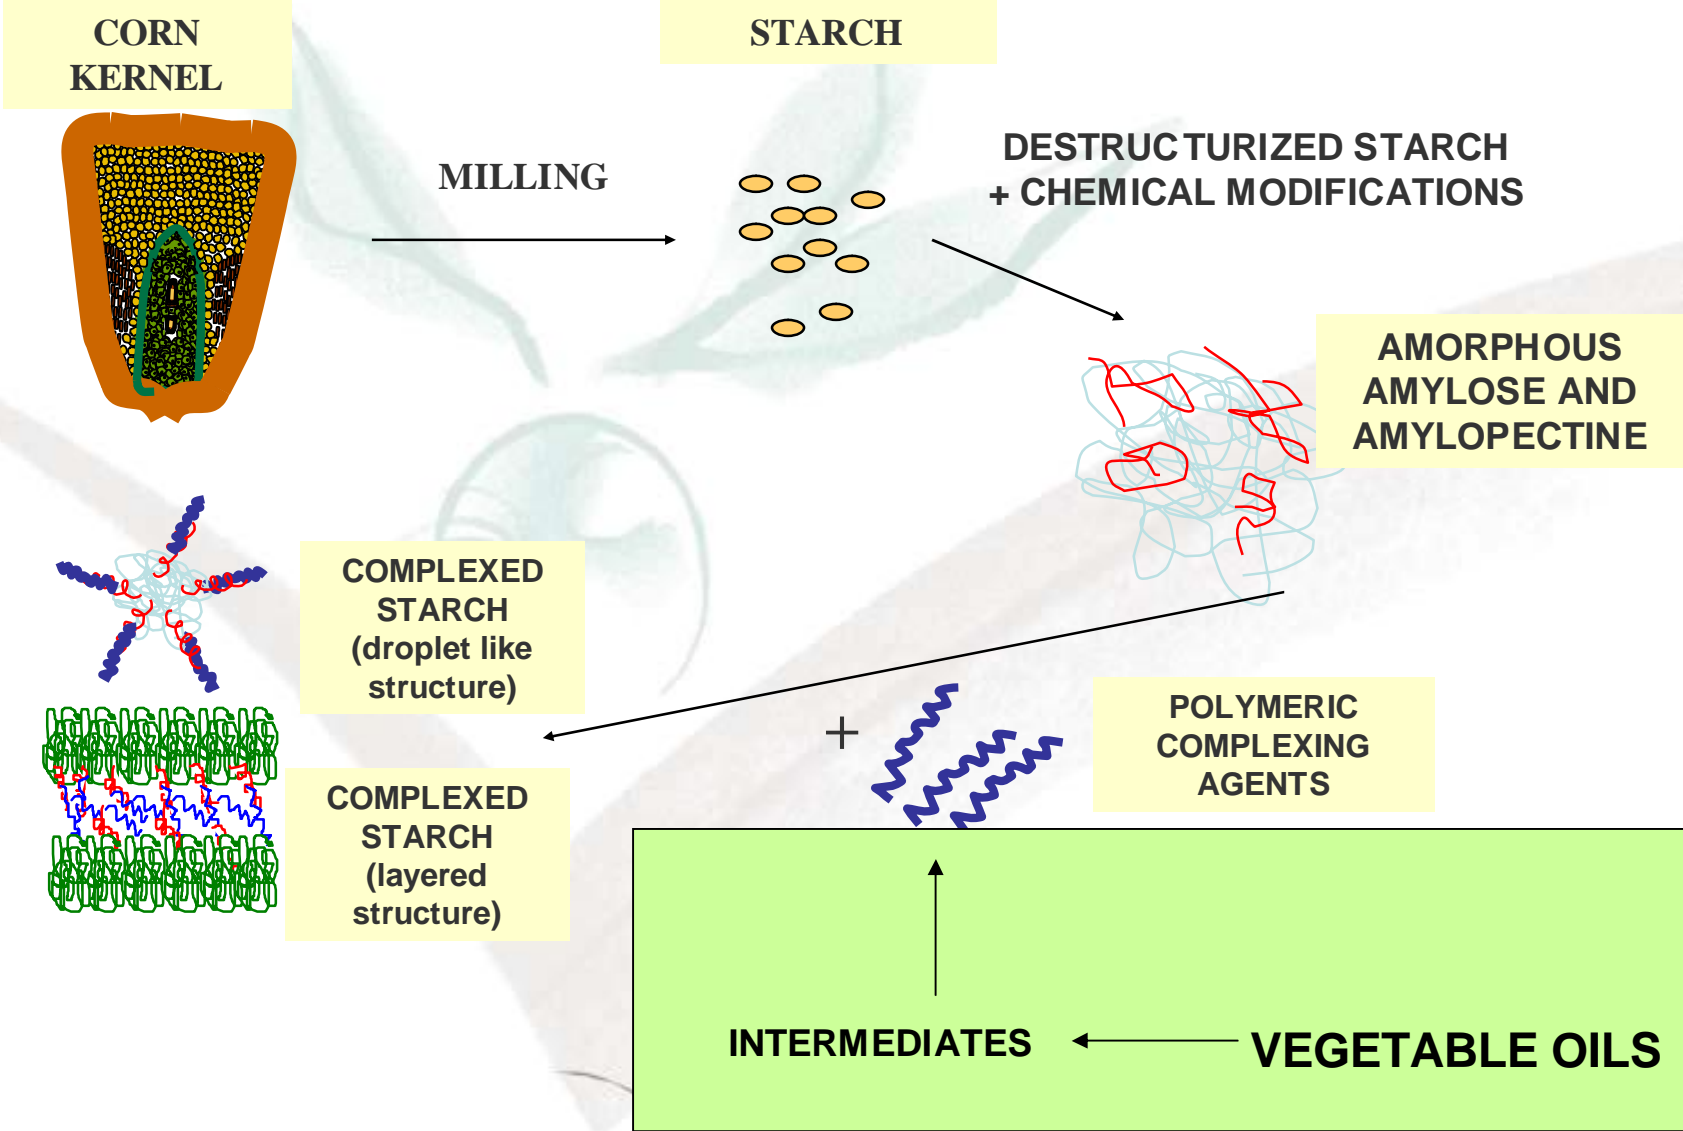 CORN
KERNEL
STARCH
MILLING
DESTRUCTURIZED STARCH
+ CHEMICAL MODIFICATIONS
AMORPHOUS
AMYLOSE AND
AMYLOPECTINE
COMPLEXED
STARCH
(droplet like
structure)
+
POLYMERIC
COMPLEXING
AGENTS
COMPLEXED
STARCH
(layered
structure)
INTERMEDIATES
VEGETABLE OILS